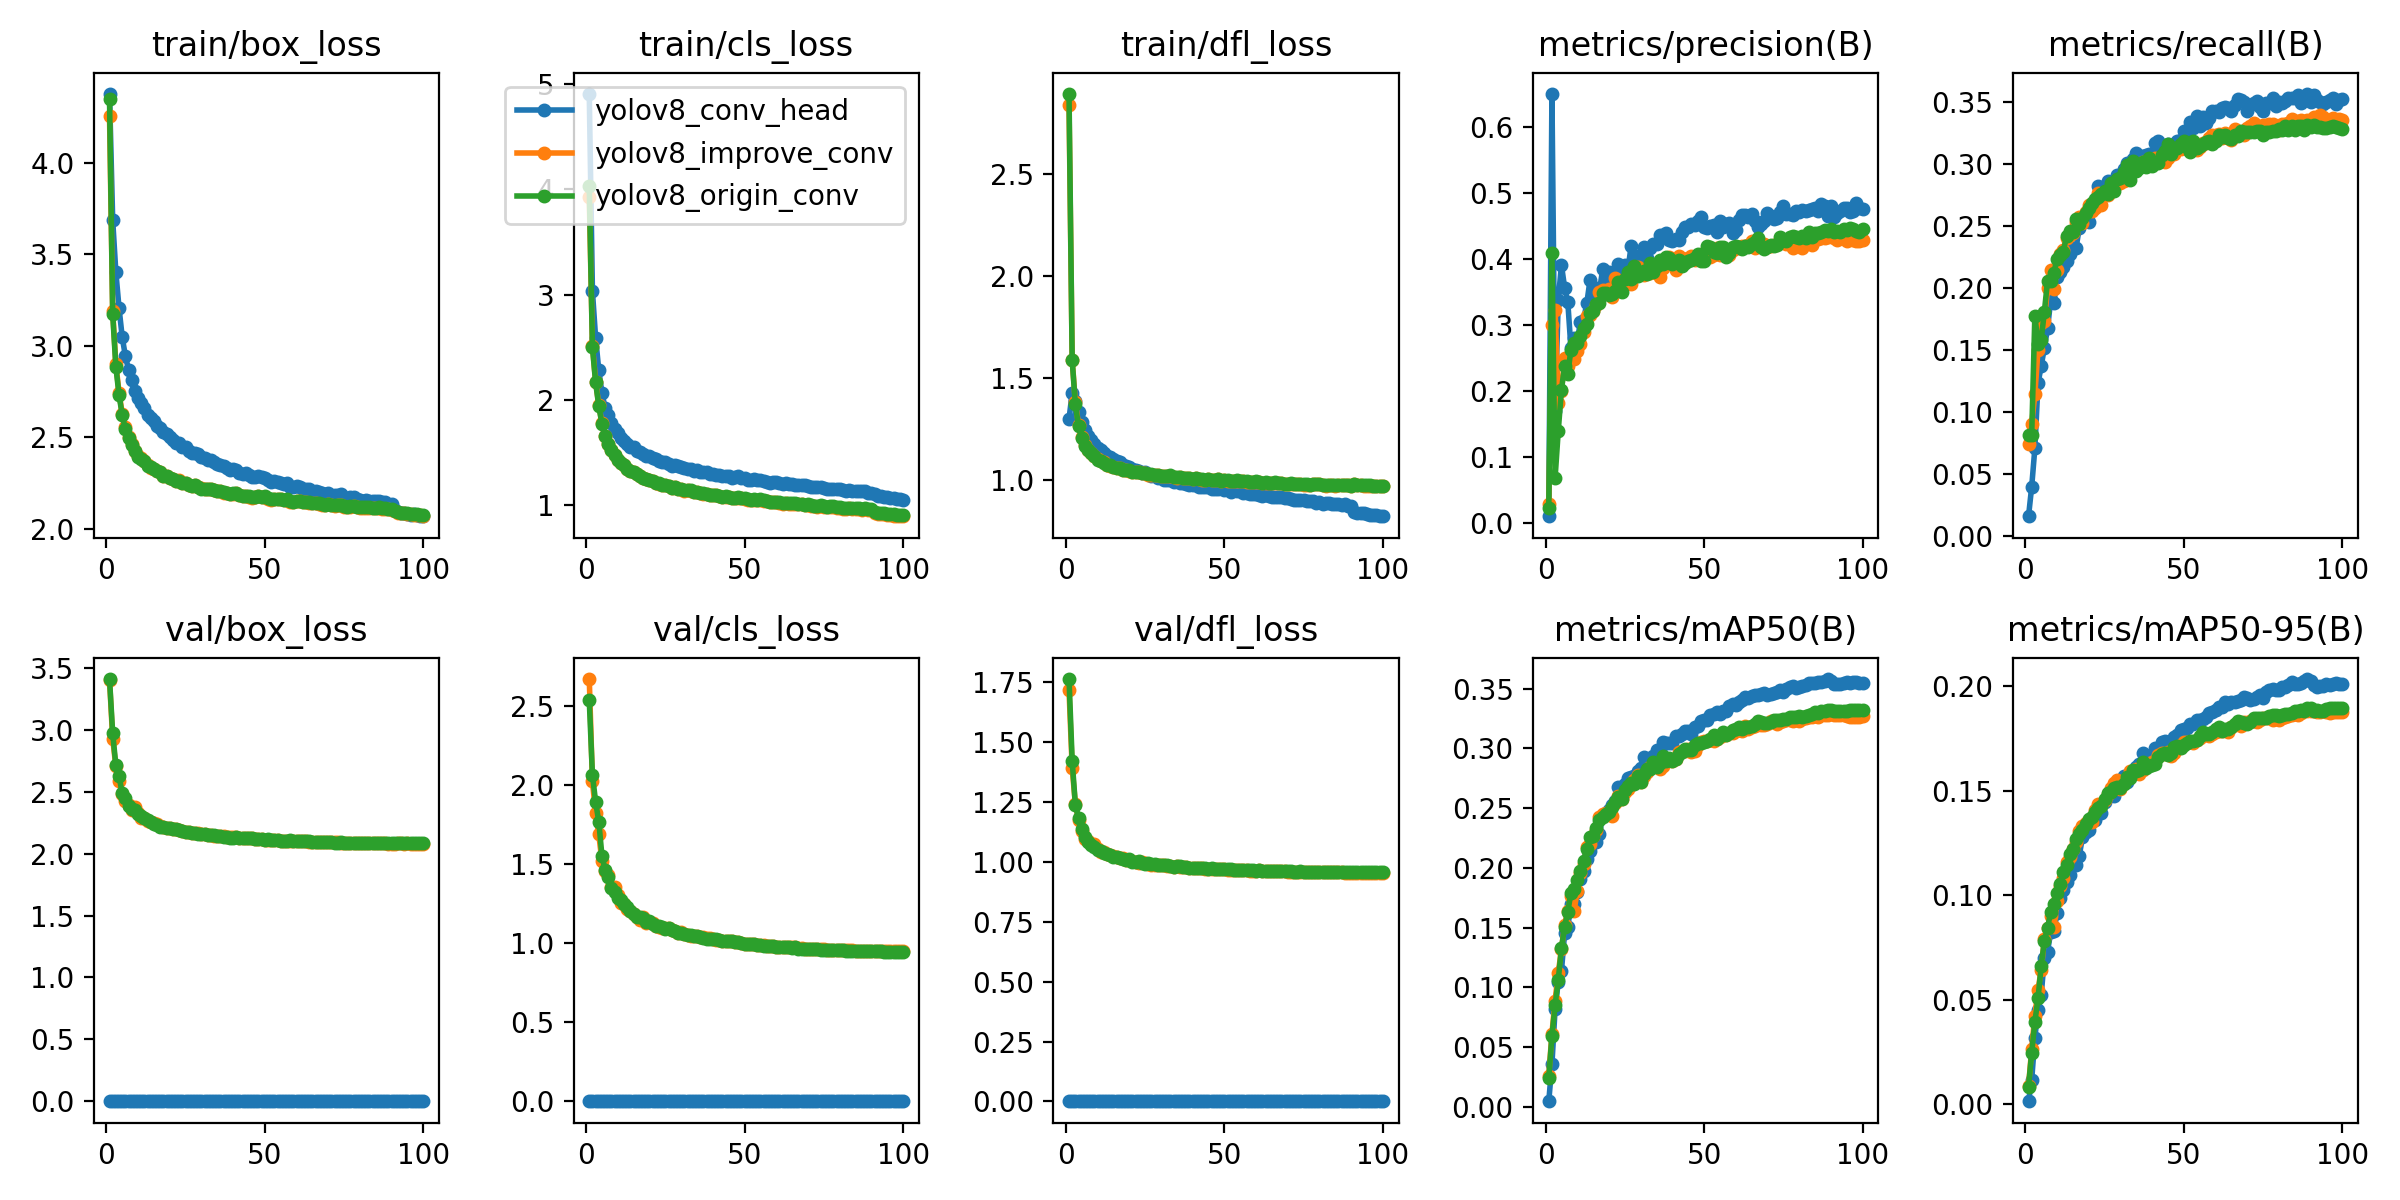 train/box_loss
4.0
3.5
3.0
2.5
2.0
0 50 100
train/cls_loss
5
4
3
2
1
0 50 100
yolov8_conv_head
yolov8_improve_conv
yolov8_origin_conv
train/dfl_loss
2.5
2.0
1.5
1.0
0 50 100
metrics/precision(B)
0.6
0.5
0.4
0.3
0.2
0.1
0.0
0 50 100
metrics/recall(B)
0.35
0.30
0.25
0.20
0.15
0.10
0.05
0.00
0 50 100
val/box_loss
3.5
3.0
2.5
2.0
1.5
1.0
0.5
0.0
0 50 100
val/cls_loss
2.5
2.0
1.5
1.0
0.5
0.0
0 50 100
val/dfl_loss
1.75
1.50
1.25
1.00
0.75
0.50
0.25
0.00
0 50 100
metrics/mAP50(B)
0.35
0.30
0.25
0.20
0.15
0.10
0.05
0.00
0 50 100
metrics/mAP50-95(B)
0.20
0.15
0.10
0.05
0.00
0 50 100